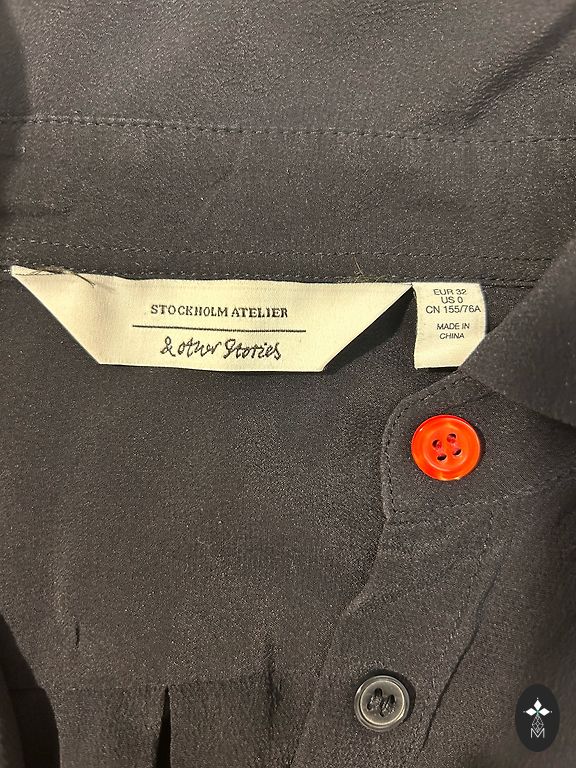 STOCKHOLM ATELIER
& other Stories
EUR 32
US 0
CN 155/76A
MADE IN
CHINA
M